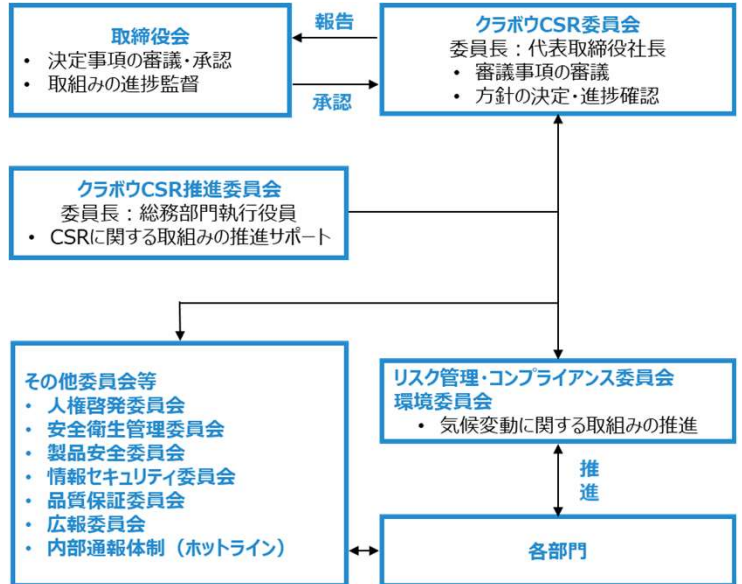 取締役会
• 決定事項の審議・承認
• 取組みの進捗監督
報告
承認
クラボウCSR委員会
委員長：代表取締役社長
• 審議事項の審議
• 方針の決定・進捗確認
クラボウCSR推進委員会
委員長：総務部門執行役員
• CSRに関する取組みの推進サポート
その他委員会等
• 人権啓発委員会
• 安全衛生管理委員会
• 製品安全委員会
• 情報セキュリティ委員会
• 品質保証委員会
• 広報委員会
• 内部通報体制（ホットライン）
リスク管理・コンプライアンス委員会
環境委員会
• 気候変動に関する取組みの推進
推
進
各部門